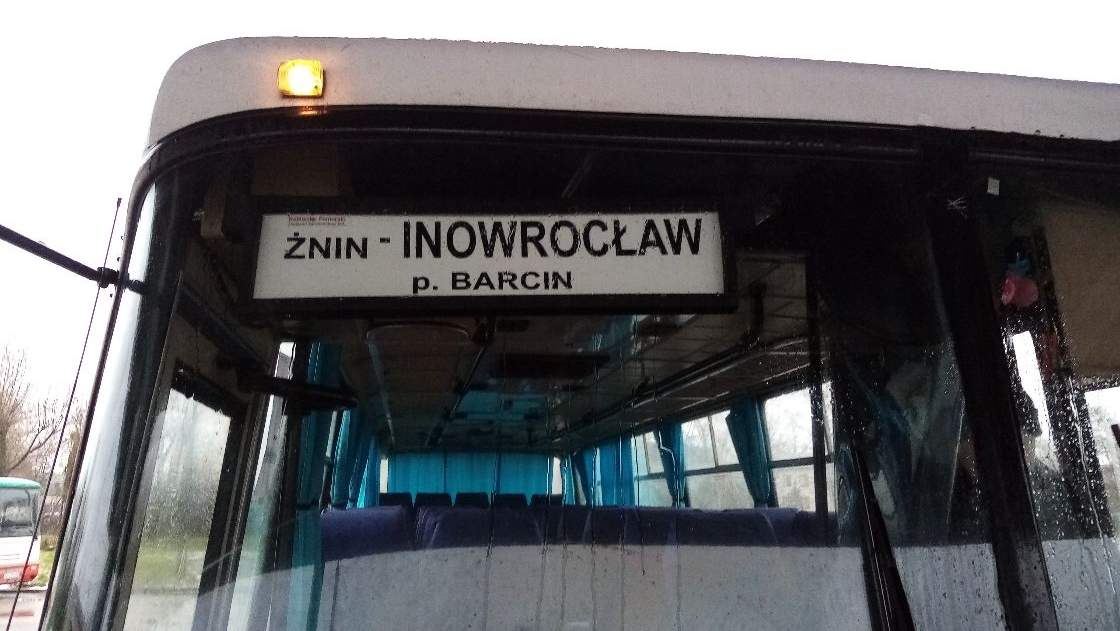 ŻNIN - INOWROCŁAW
p. BARCIN